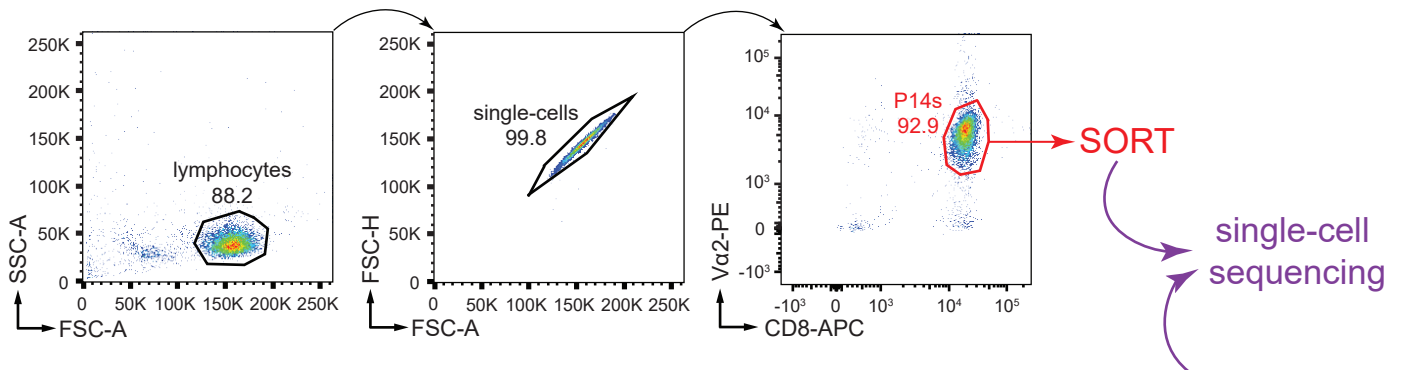 250K
200K
150K
100K
50K
0
SSC-A
lymphocytes
88.2
0 50K 100K 150K 200K 250K
FSC-A
250K
200K
150K
100K
50K
0
FSC-H
single-cells
99.8
0 50K 100K 150K 200K 250K
FSC-A
10⁵
10⁴
10³
0
-10³
Vα2-PE
P14s
92.9
-10³ 0 10³ 10⁴ 10⁵
CD8-APC
SORT
single-cell
sequencing